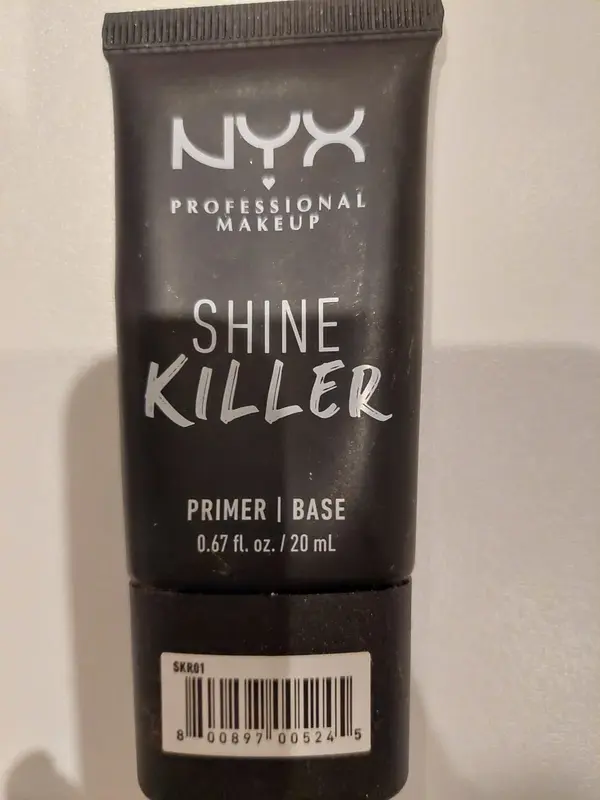 NYX
PROFESSIONAL
MAKEUP
SHINE
KILLER
PRIMER | BASE
0.67 fl. oz. / 20 mL
SKR01
8 00897 00524 5